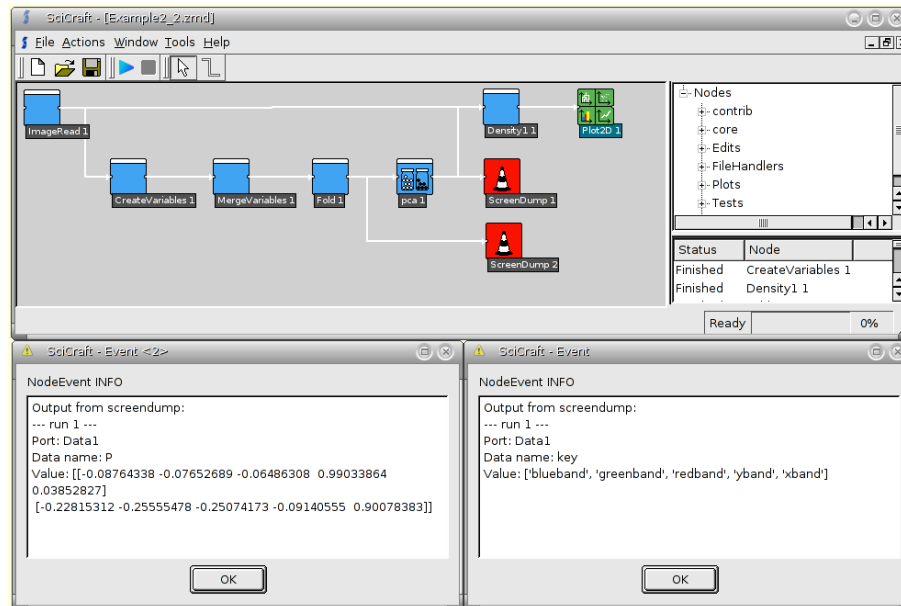 SciCraft - [Example2_2.zmd]
File Actions Window Tools Help
ImageRead 1
Density1 1
Plot2D 1
CreateVariables 1
MergeVariables 1
Fold 1
pca 1
ScreenDump 1
ScreenDump 2
Nodes
contrib
core
Edits
FileHandlers
Plots
Tests
Status Node
Finished CreateVariables 1
Finished Density1 1
Ready 0%
SciCraft - Event <2>
NodeEvent INFO
Output from screendump:
--- run 1 ---
Port: Data1
Data name: P
Value: [[-0.08764338 -0.07652689 -0.06486308 0.99033864
0.03852827]
[-0.22815312 -0.25555478 -0.25074173 -0.09140555 0.90078383]]
OK
SciCraft - Event
NodeEvent INFO
Output from screendump:
--- run 1 ---
Port: Data1
Data name: key
Value: ['blueband', 'greenband', 'redband', 'yband', 'xband']
OK